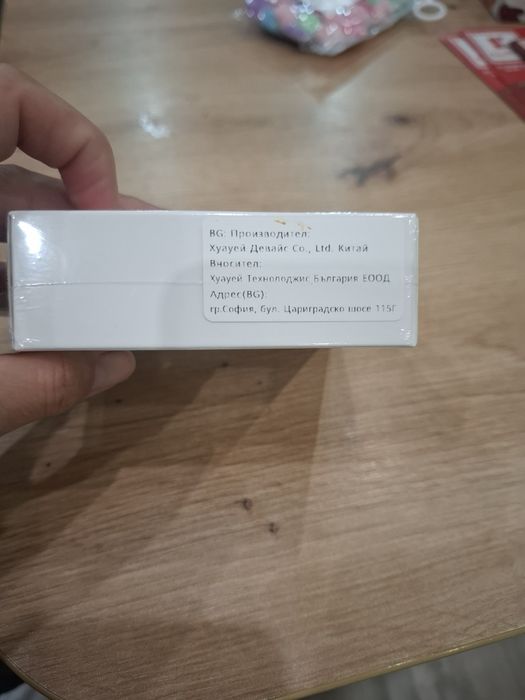 BG: Производител:
Хуауей Девайс Co., Ltd. Китай
Вносител:
Хуауей Технолоджис България ЕООД
Адрес(BG):
гр.София, бул. Цариградско шосе 115Г